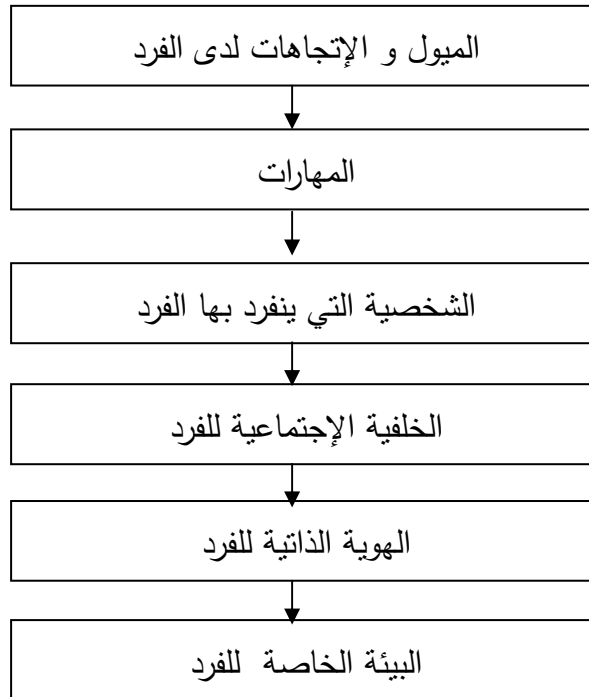 الميول و الإتجاهات لدى الفرد
المهارات
الشخصية التي ينفرد بها الفرد
الخلفية الإجتماعية للفرد
الهوية الذاتية للفرد
البيئة الخاصة للفرد